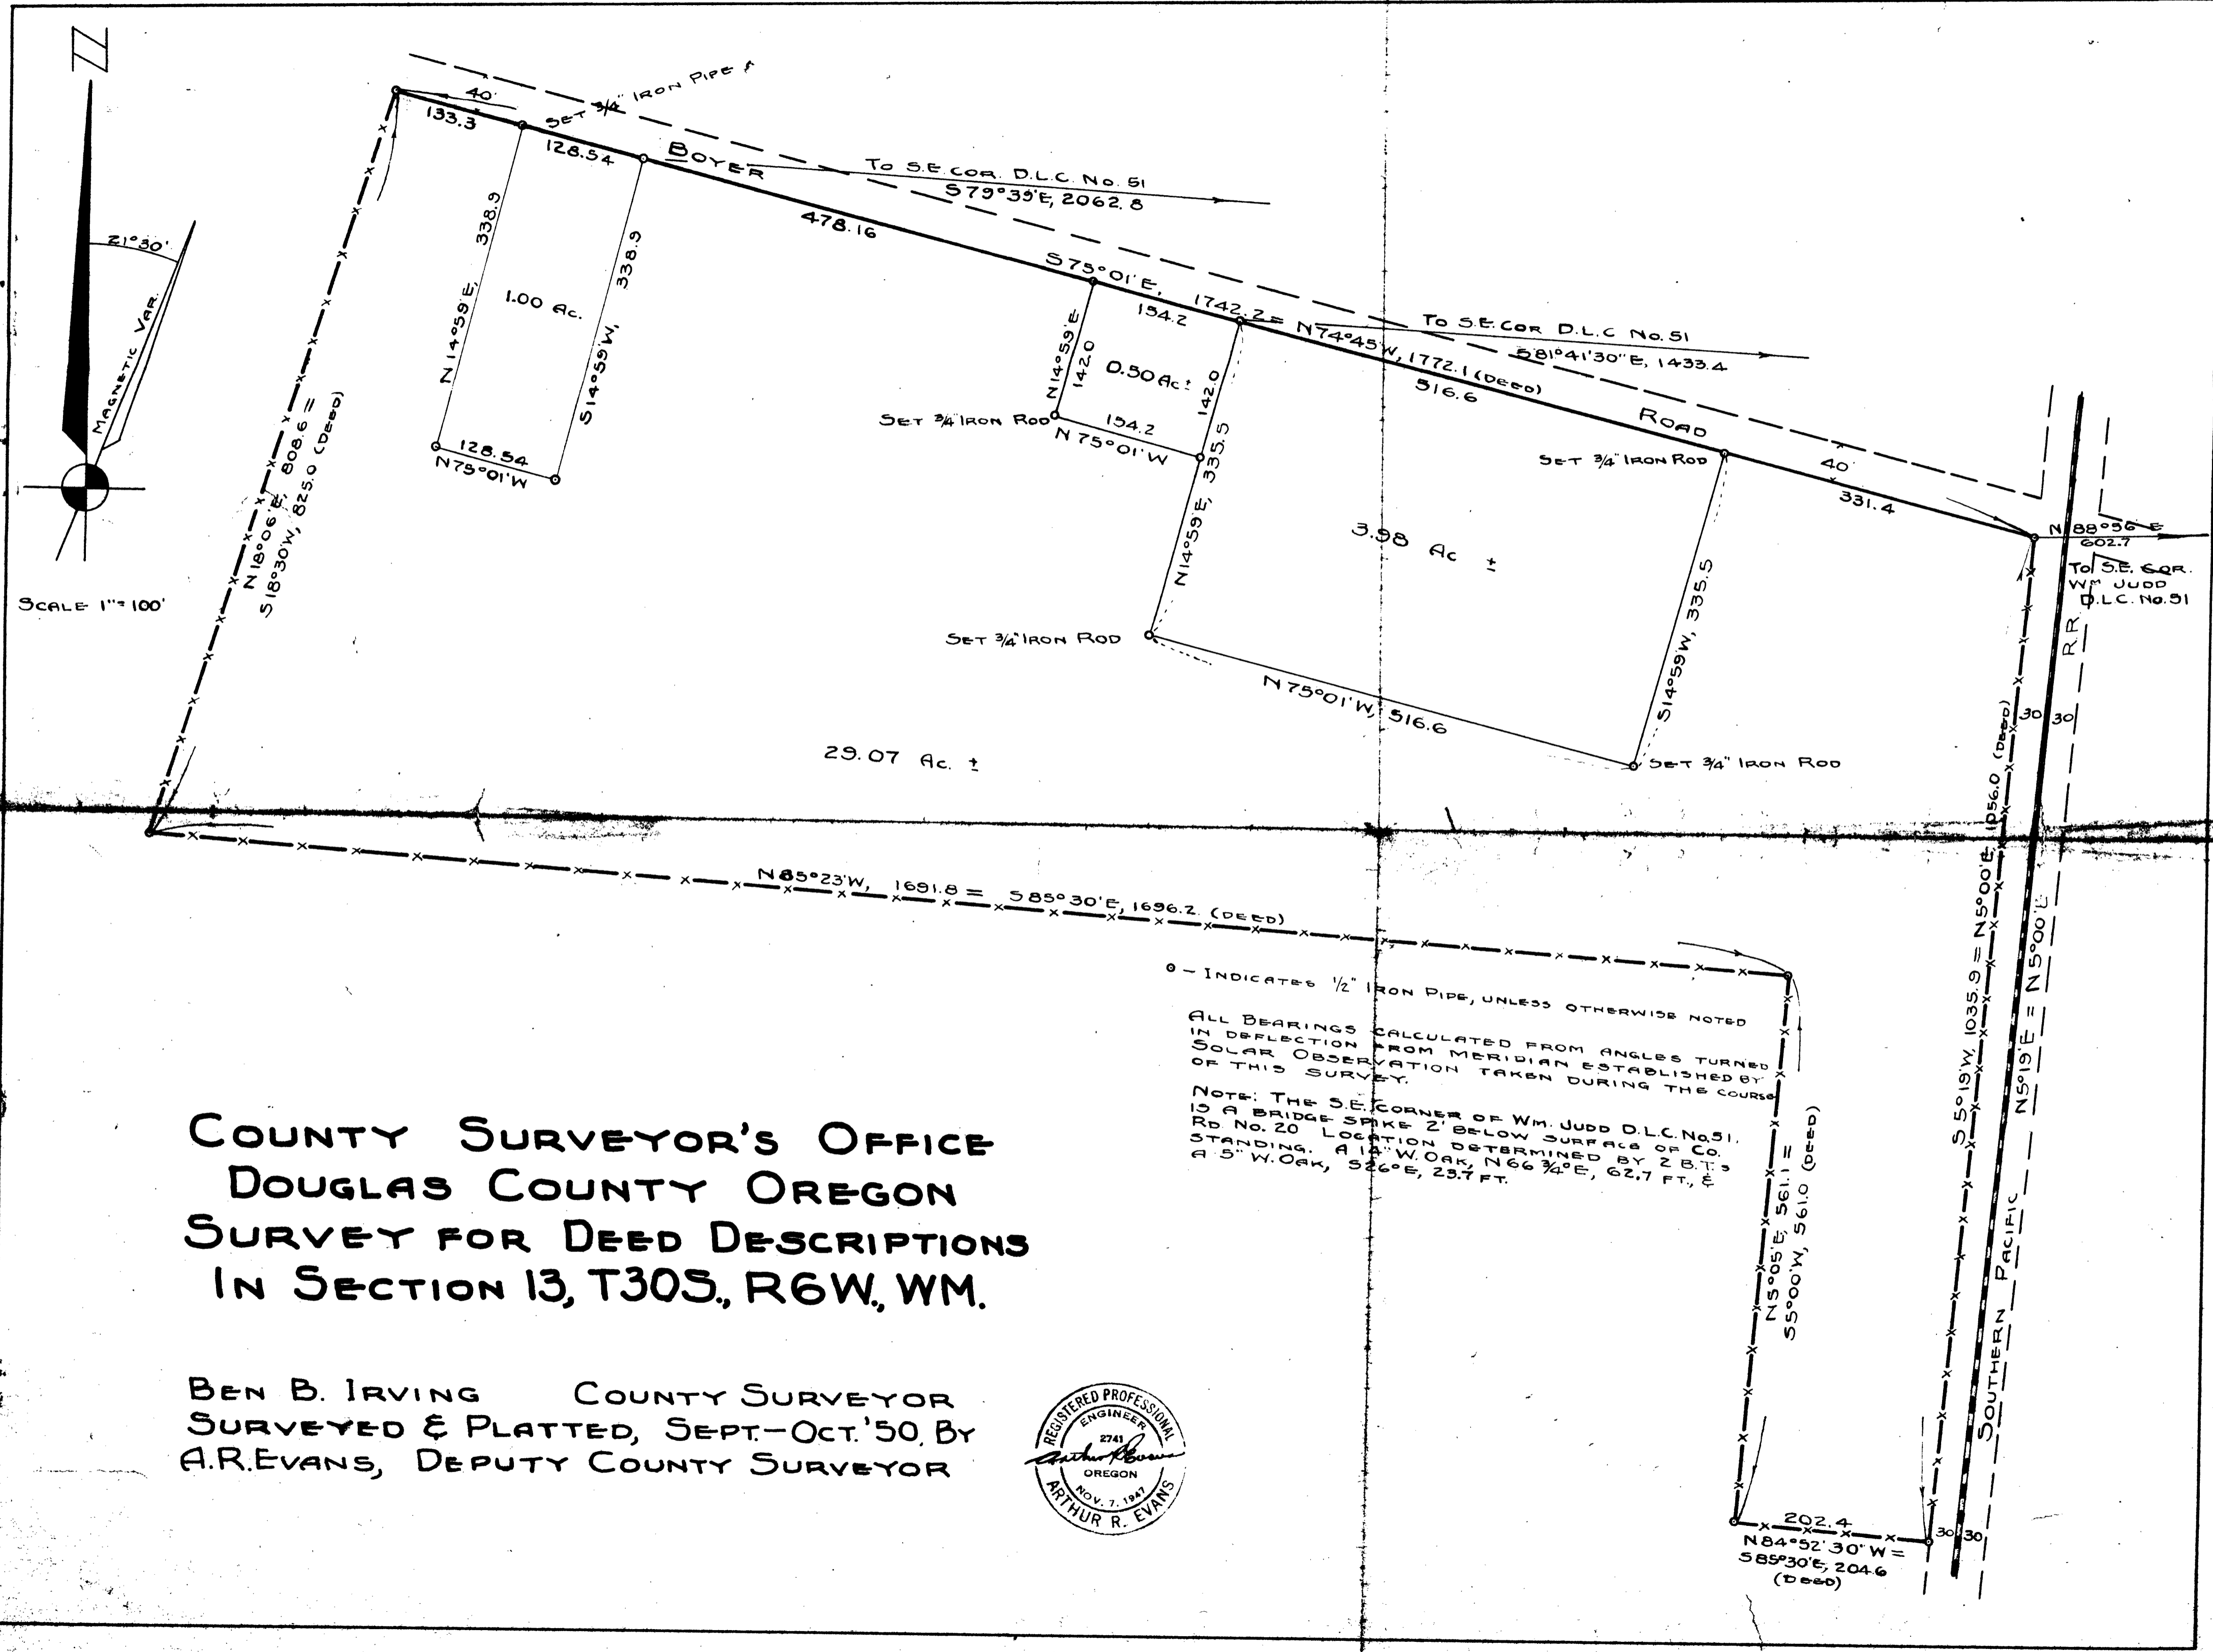 N
40'
133.3
SET 3/4" IRON PIPE
128.54
BOYER
TO S.E. COR. D.L.C. No. 51
S79°39'E, 2062.8
478.16
S75°01'E, 1742.2 = N74°45'W, 1772.1 (DEED)
TO S.E. COR D.L.C No. 51
S81°41'30"E, 1433.4
154.2
516.6
ROAD
40'
331.4
N 88°56' E
602.7
TO S.E. COR.
WM JUDD
D.L.C. No. 51
21°30'
MAGNETIC VAR.
SCALE 1"=100'
N14°59'E, 338.9
1.00 Ac.
S14°59'W, 338.9
128.54
N75°01'W
N14°59'E
142.0
0.50 Ac ±
142.0
SET 3/4" IRON ROD
154.2
N 75°01'W
N14°59'E, 335.5
SET 3/4" IRON ROD
3.98 Ac ±
SET 3/4" IRON ROD
S14°59'W, 335.5
N75°01'W, 516.6
SET 3/4" IRON ROD
N18°06'E, 808.6 =
S18°30'W, 825.0 (DEED)
29.07 Ac. ±
N85°23'W, 1691.8 = S85°30'E, 1696.2 (DEED)
R.R.
30 30
S5°19'W, 1035.9 = N5°00'E, 1056.0 (DEED)
SOUTHERN PACIFIC N5°19'E = N5°00'E
o – INDICATES 1/2" IRON PIPE, UNLESS OTHERWISE NOTED
ALL BEARINGS CALCULATED FROM ANGLES TURNED
IN DEFLECTION FROM MERIDIAN ESTABLISHED BY
SOLAR OBSERVATION TAKEN DURING THE COURSE
OF THIS SURVEY.
NOTE: THE S.E. CORNER OF WM. JUDD D.L.C. No. 51.
IS A BRIDGE SPIKE 2' BELOW SURFACE OF CO.
RD. No. 20 LOCATION DETERMINED BY 2 B.T.'s
STANDING. A 14" W. OAK, N66 3/4°E, 62.7 FT., &
A 5" W. OAK, S26°E, 23.7 FT.
N5°05'E, 561.1 =
S5°00'W, 561.0 (DEED)
202.4
N84°52'30"W =
S85°30'E, 204.6
(DEED)
30 30
COUNTY SURVEYOR'S OFFICE
DOUGLAS COUNTY OREGON
SURVEY FOR DEED DESCRIPTIONS
IN SECTION 13, T30S., R6W., WM.
BEN B. IRVING COUNTY SURVEYOR
SURVEYED & PLATTED, SEPT.–OCT. '50, BY
A.R. EVANS, DEPUTY COUNTY SURVEYOR
REGISTERED PROFESSIONAL
ENGINEER
2741
Arthur R Evans
OREGON
NOV. 7, 1947
ARTHUR R. EVANS